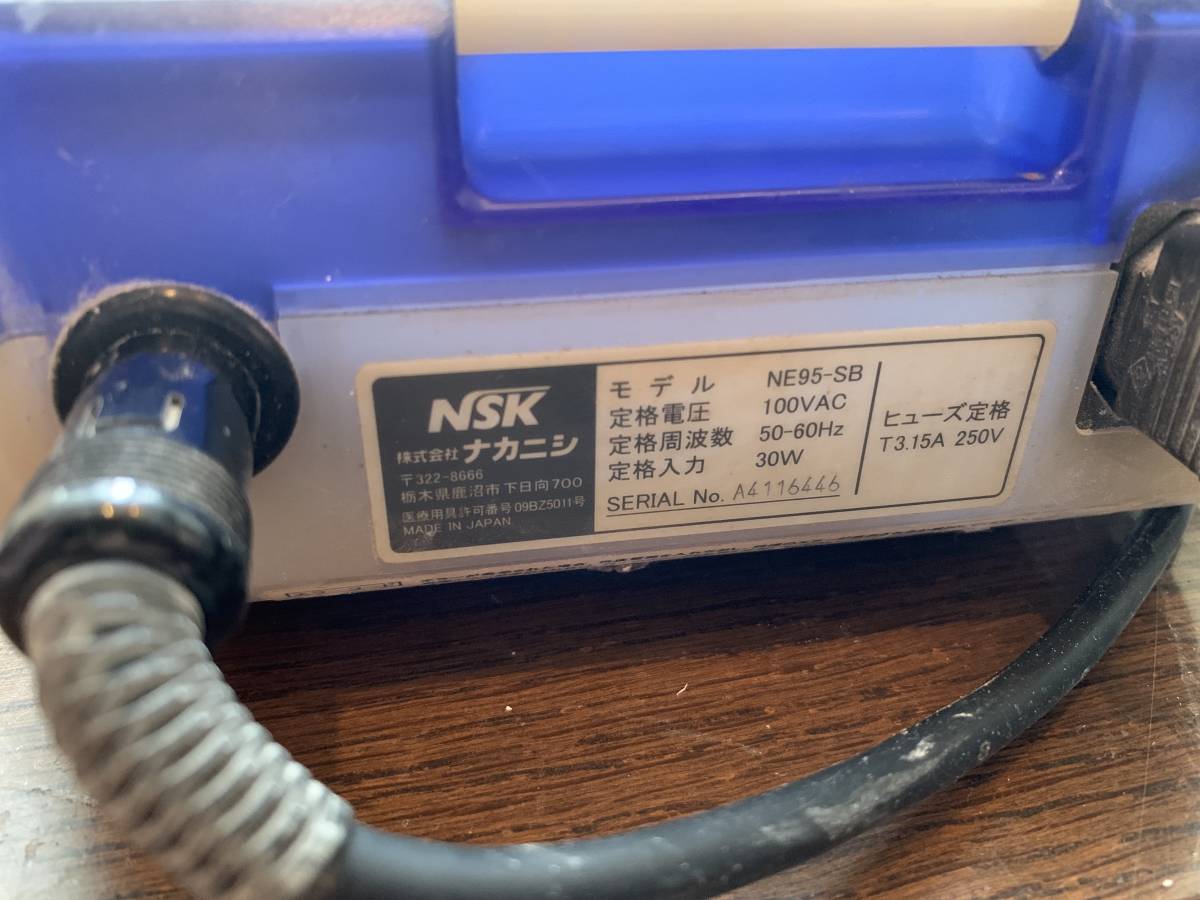 NSK
株式会社ナカニシ
〒322-8666
栃木県鹿沼市下日向700
医療用具許可番号09BZ5011号
MADE IN JAPAN
モデル NE95-SB
定格電圧 100VAC
定格周波数 50-60Hz
定格入力 30W
SERIAL No. A4116446
ヒューズ定格
T3.15A 250V